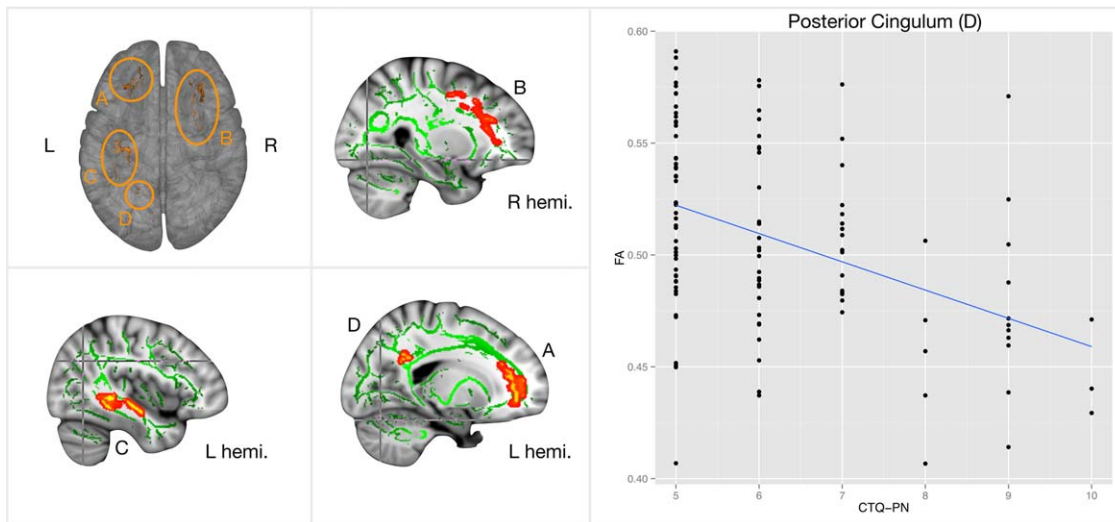 A
L
B
R
C
D
B
R hemi.
C
L hemi.
D
A
L hemi.
Posterior Cingulum (D)
0.60
0.55
0.50
0.45
0.40
FA
5
6
7
8
9
10
CTQ-PN